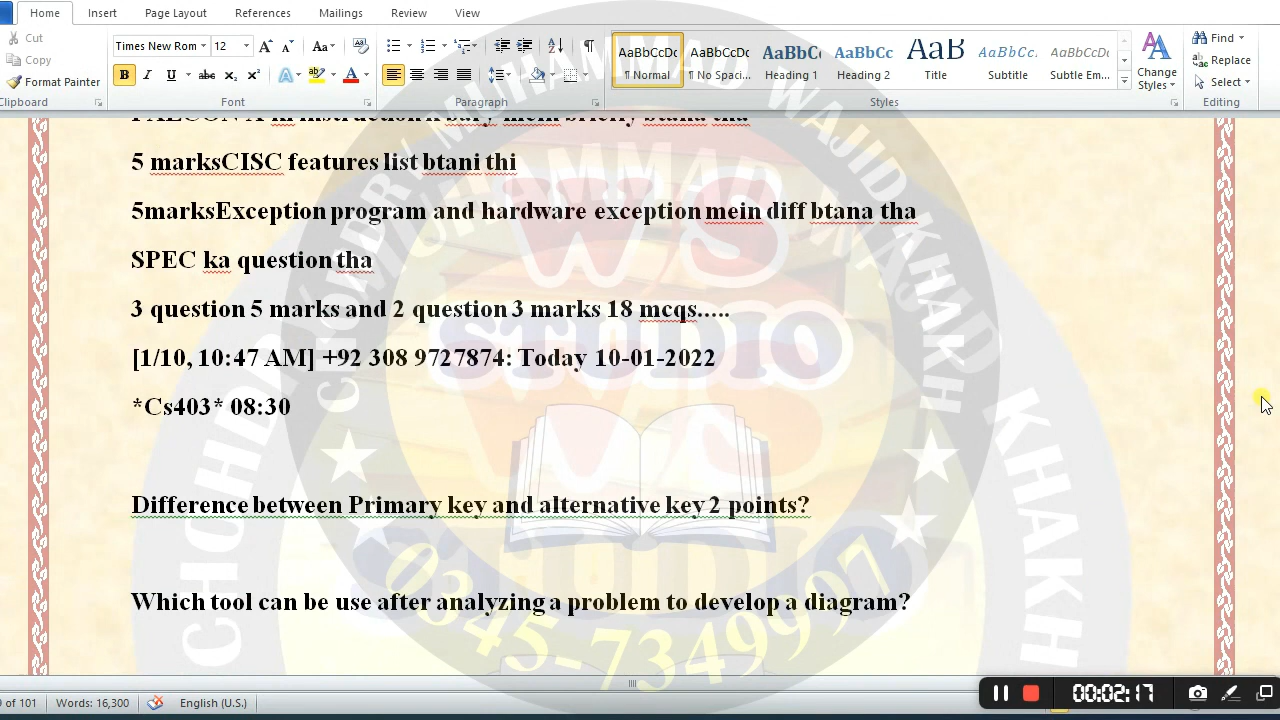 Home Insert Page Layout References Mailings Review View
Cut
Copy
Format Painter
Clipboard
Times New Rom 12
Font
Paragraph
AaBbCcDc AaBbCcDc AaBbC AaBbCc AaB AaBbCc. AaBbCcDc
¶ Normal ¶ No Spaci... Heading 1 Heading 2 Title Subtitle Subtle Em...
Styles
Change Styles
Find
Replace
Select
Editing
5 marksCISC features list btani thi
5marksException program and hardware exception mein diff btana tha
SPEC ka question tha
3 question 5 marks and 2 question 3 marks 18 mcqs.....
[1/10, 10:47 AM] +92 308 9727874: Today 10-01-2022
*Cs403* 08:30
Difference between Primary key and alternative key 2 points?
Which tool can be use after analyzing a problem to develop a diagram?
WS
STUDIO
0345-7349997
of 101 Words: 16,300 English (U.S.)
00:02:17